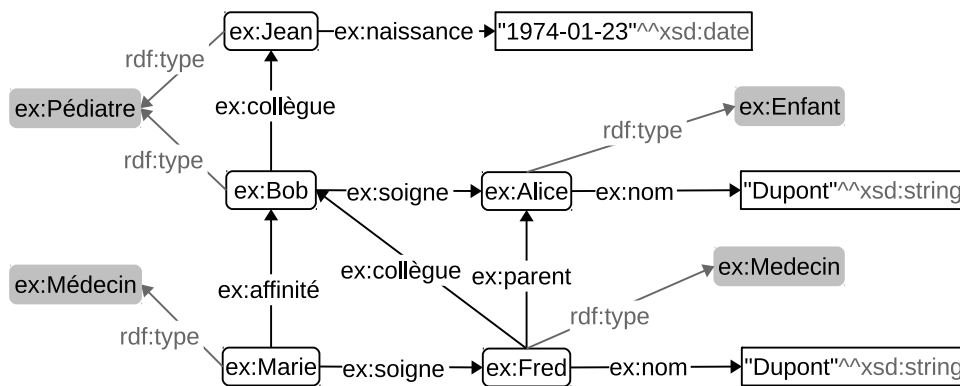 ex:Jean ex:naissance "1974-01-23"^^xsd:date
rdf:type
ex:Pédiatre ex:collègue ex:Enfant
rdf:type
rdf:type
ex:Bob ex:soigne ex:Alice ex:nom "Dupont"^^xsd:string
ex:Médecin ex:affinité ex:collègue ex:parent ex:Medecin
rdf:type
rdf:type
ex:Marie ex:soigne ex:Fred ex:nom "Dupont"^^xsd:string